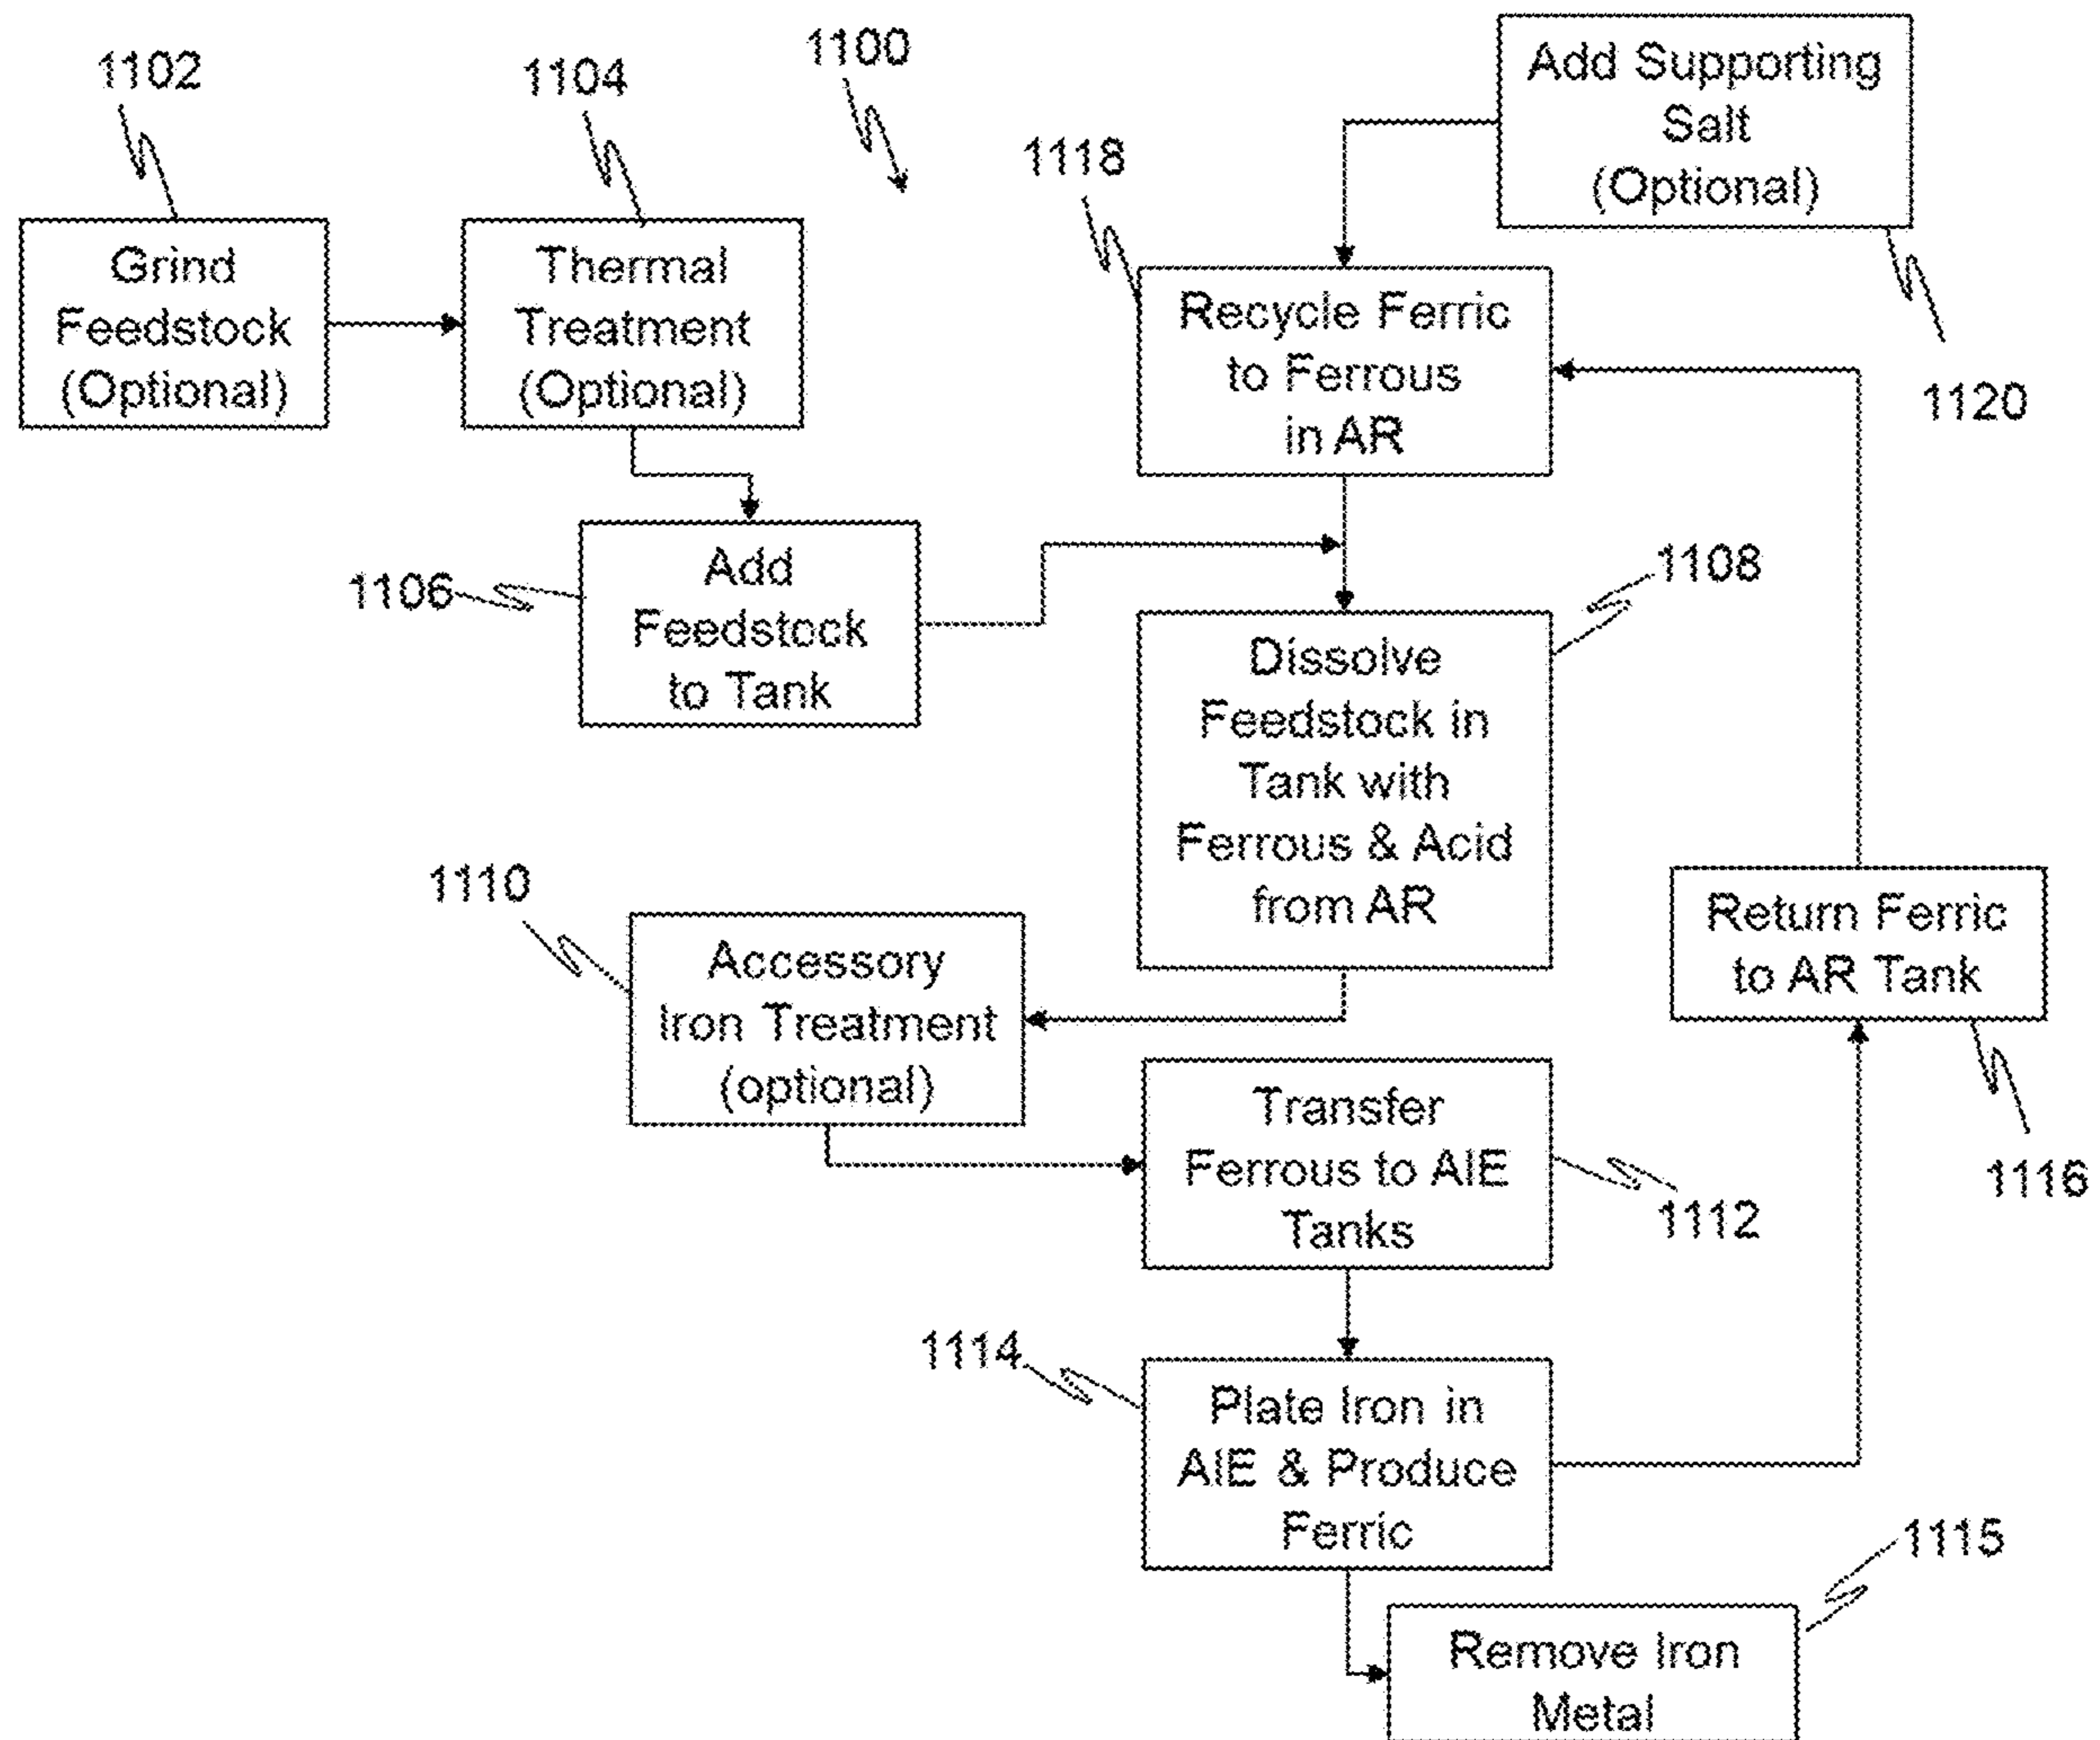 1102
1104
1100
1118
Add Supporting
Salt
(Optional)
1120
Grind
Feedstock
(Optional)
Thermal
Treatment
(Optional)
Recycle Ferric
to Ferrous
in AR
1106
Add
Feedstock
to Tank
1108
Dissolve
Feedstock in
Tank with
Ferrous & Acid
from AR
1110
Accessory
Iron Treatment
(optional)
Return Ferric
to AR Tank
1116
Transfer
Ferrous to AIE
Tanks
1112
1114
Plate Iron in
AIE & Produce
Ferric
1115
Remove Iron
Metal